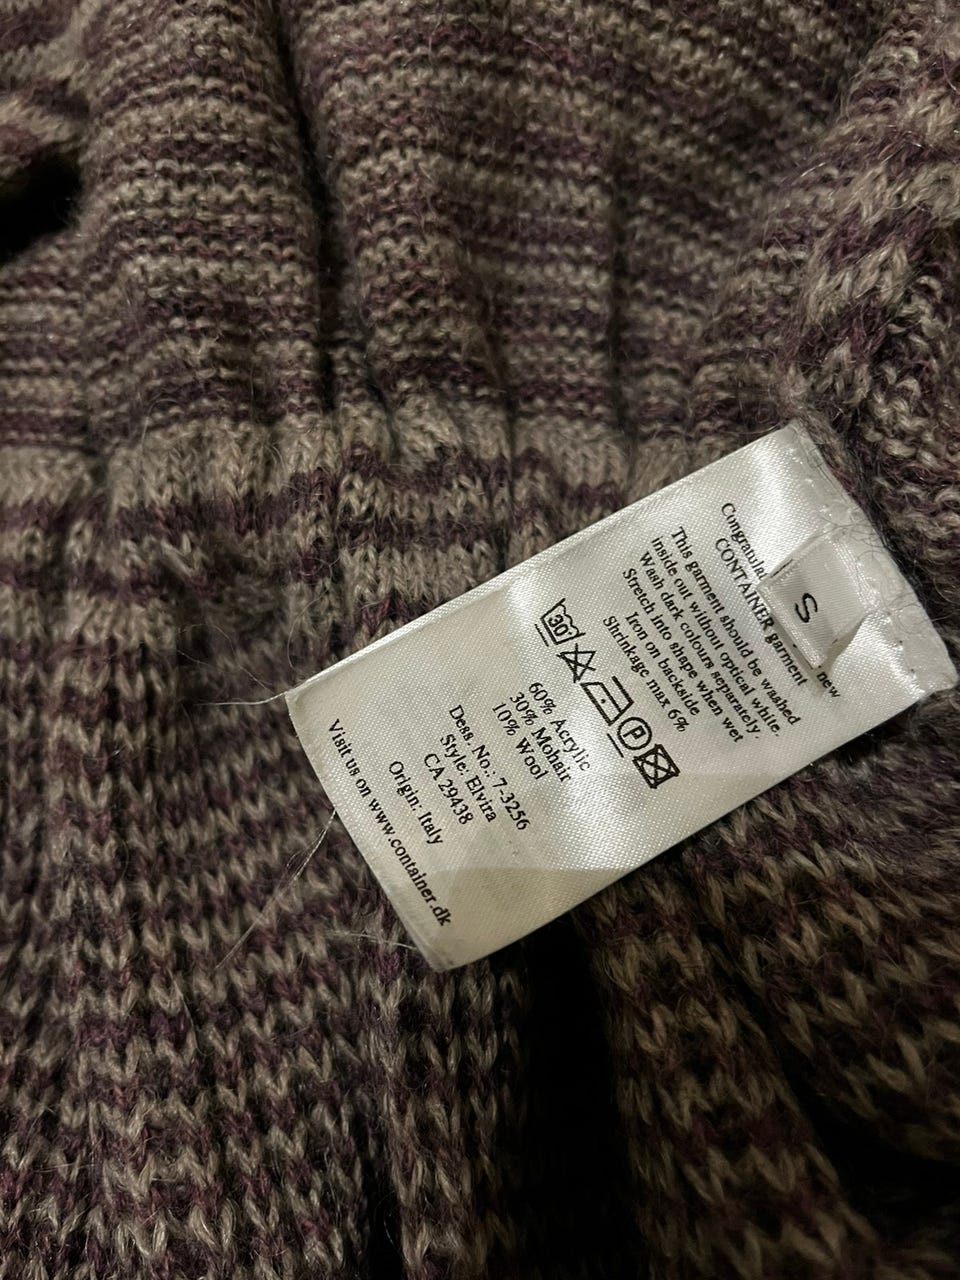 S
Congratulat
new
CONTAINER garment
This garment should be washed
inside out without optical white.
Wash dark colours separately.
Stretch into shape when wet
Iron on backside
Shrinkage max 6%
30 P
60% Acrylic
30% Mohair
10% Wool
Dess. No.: 7-3256
Style. Elvira
CA 29438
Origin: Italy
Visit us on www.container.dk